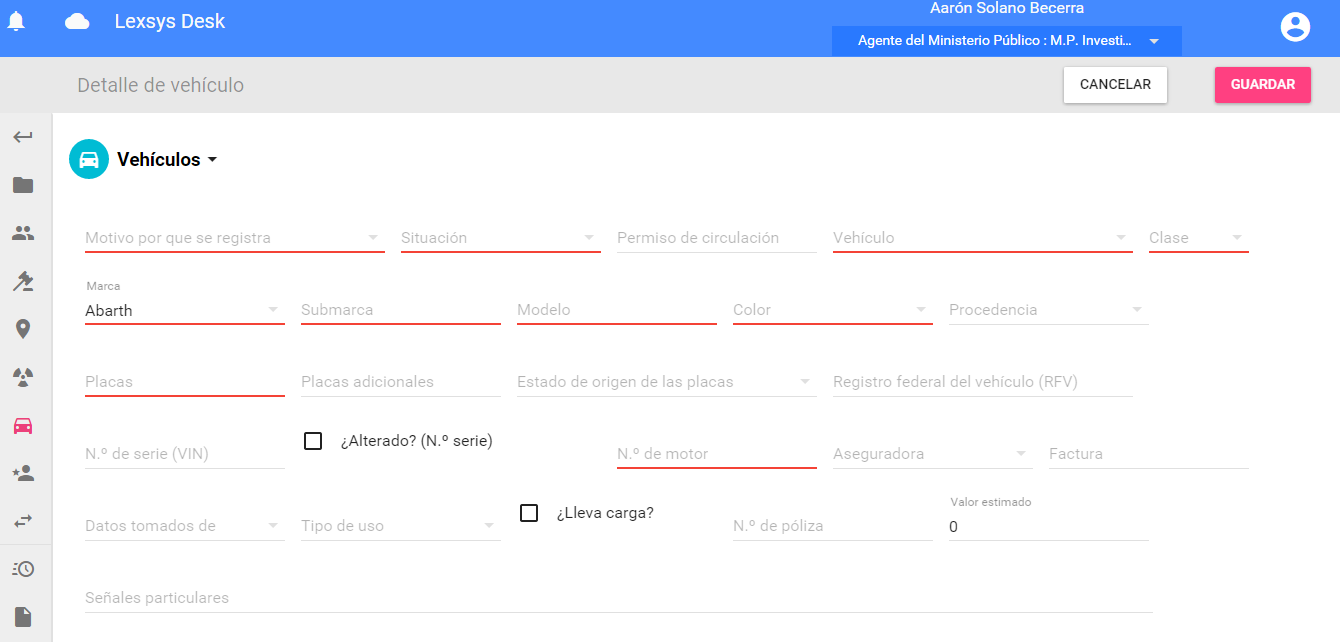 Lexsys Desk
Aarón Solano Becerra
Agente del Ministerio Público : M.P. Investi...
Detalle de vehículo
CANCELAR
GUARDAR
Vehículos
Motivo por que se registra
Situación
Permiso de circulación
Vehículo
Clase
Marca
Abarth
Submarca
Modelo
Color
Procedencia
Placas
Placas adicionales
Estado de origen de las placas
Registro federal del vehículo (RFV)
N.º de serie (VIN)
¿Alterado? (N.º serie)
N.º de motor
Aseguradora
Factura
Datos tomados de
Tipo de uso
¿Lleva carga?
N.º de póliza
Valor estimado
0
Señales particulares